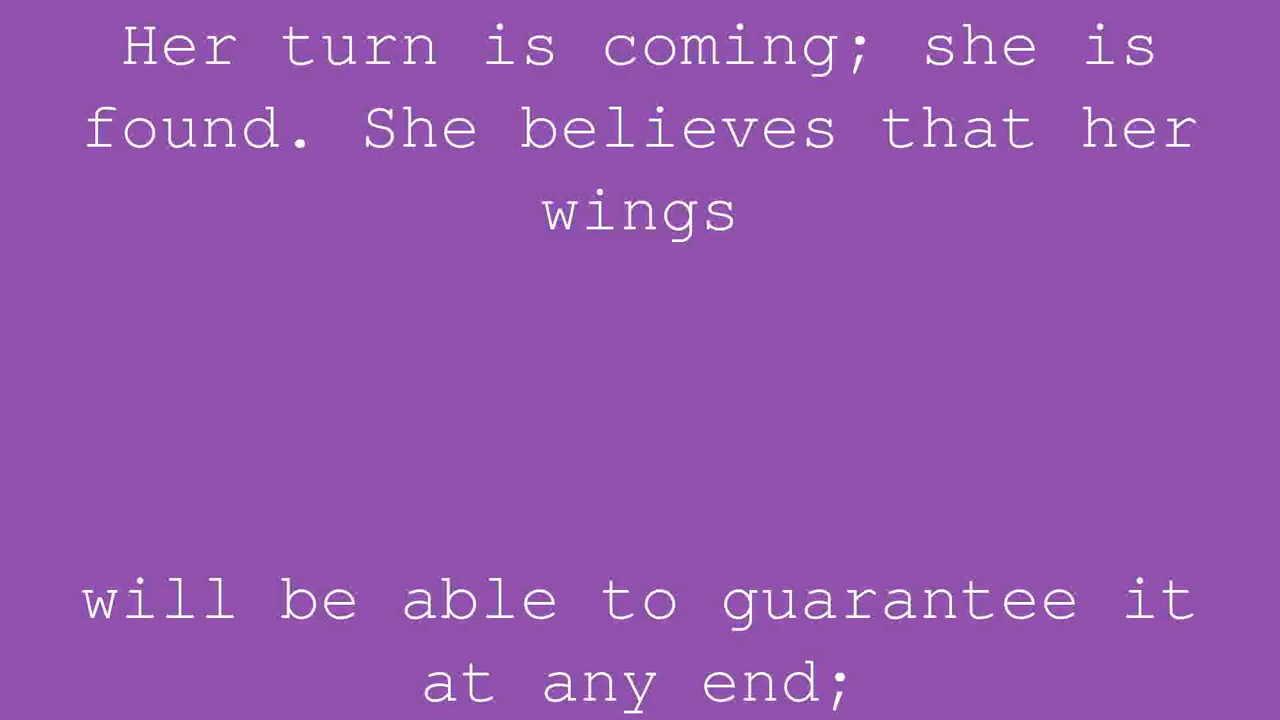 Her turn is coming; she is
found. She believes that her
wings
will be able to guarantee it
at any end;